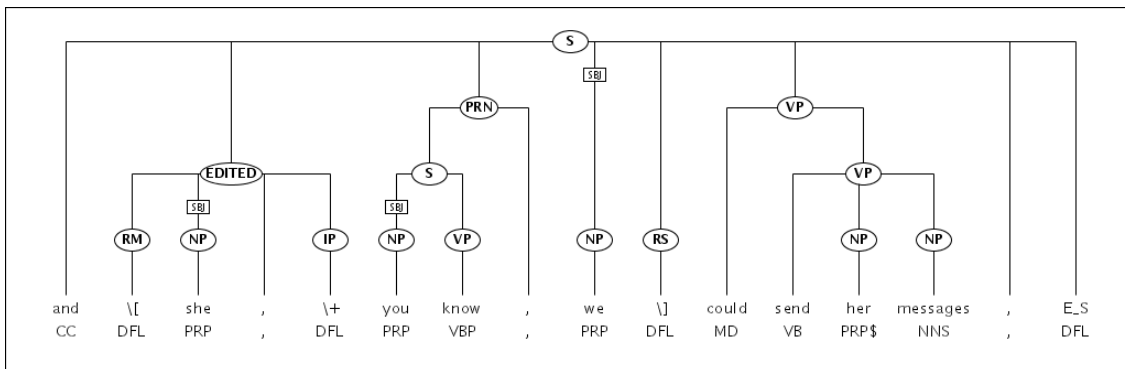 S
SBJ
PRN VP
EDITED S VP
SBJ SBJ
RM NP IP NP VP NP RS NP NP
and \[ she , \+ you know , we \] could send her messages , E_S
CC DFL PRP , DFL PRP VBP , PRP DFL MD VB PRP$ NNS , DFL